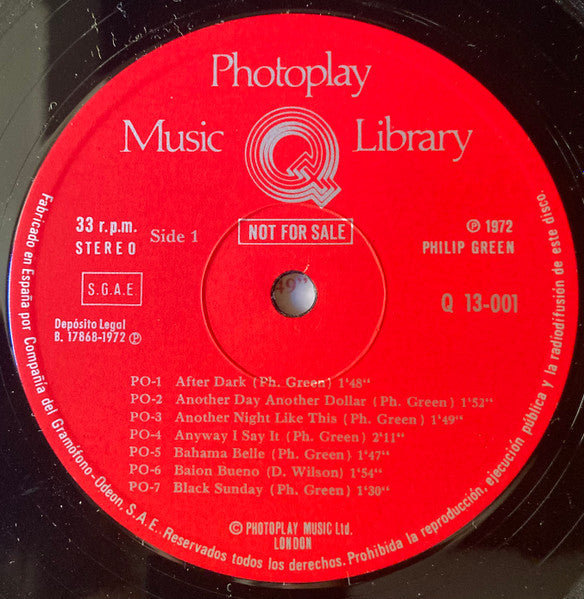 Photoplay
Music Q Library
33 r.p.m.
STEREO
Side 1
NOT FOR SALE
℗ 1972
PHILIP GREEN
S.G.A.E.
Q 13-001
Depósito Legal
B. 17868-1972 ℗
49"
PO-1 After Dark (Ph. Green) 1'48"
PO-2 Another Day Another Dollar (Ph. Green) 1'52"
PO-3 Another Night Like This (Ph. Green) 1'49"
PO-4 Anyway I Say It (Ph. Green) 2'11"
PO-5 Bahama Belle (Ph. Green) 1'47"
PO-6 Baion Bueno (D. Wilson) 1'54"
PO-7 Black Sunday (Ph. Green) 1'30"
© PHOTOPLAY MUSIC Ltd.
LONDON
Fabricado en España por Compañía del Gramófono-Odeon, S.A.E. Reservados todos los derechos. Prohibida la reproducción, ejecución pública y la radiodifusión de este disco.